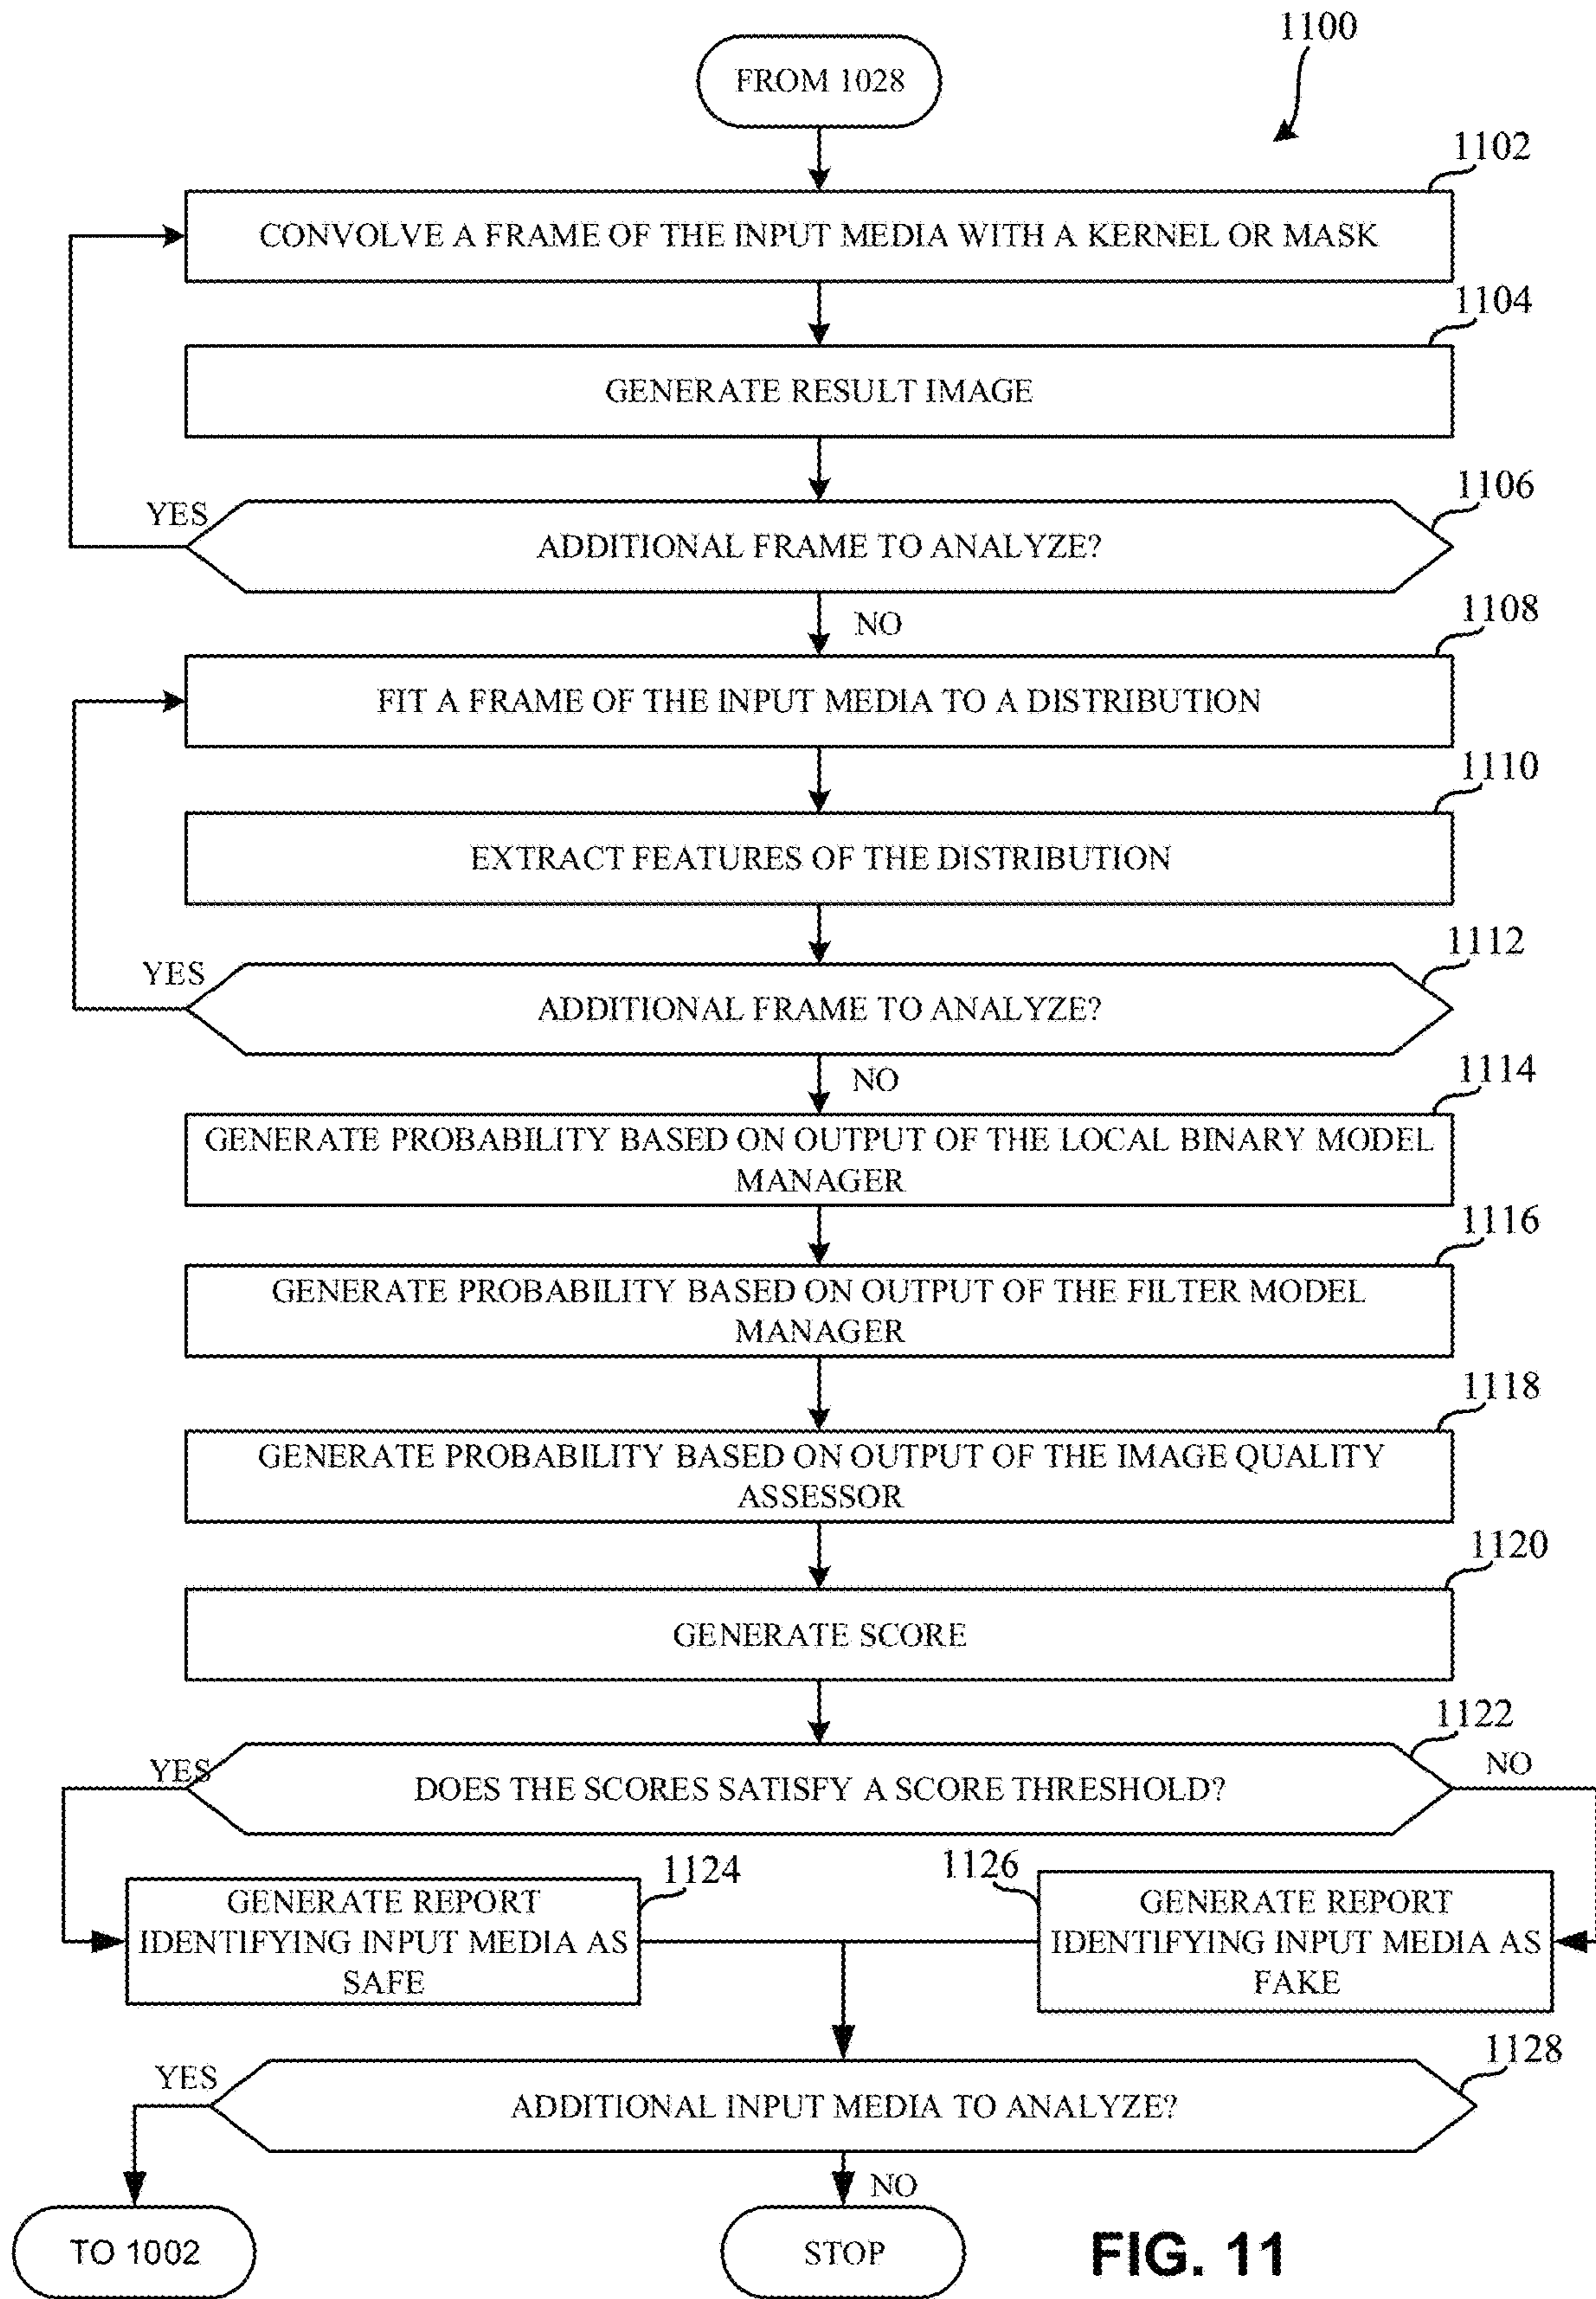 1100
FROM 1028
1102
CONVOLVE A FRAME OF THE INPUT MEDIA WITH A KERNEL OR MASK
1104
GENERATE RESULT IMAGE
1106
YES
ADDITIONAL FRAME TO ANALYZE?
NO
1108
FIT A FRAME OF THE INPUT MEDIA TO A DISTRIBUTION
1110
EXTRACT FEATURES OF THE DISTRIBUTION
1112
YES
ADDITIONAL FRAME TO ANALYZE?
NO
1114
GENERATE PROBABILITY BASED ON OUTPUT OF THE LOCAL BINARY MODEL
MANAGER
1116
GENERATE PROBABILITY BASED ON OUTPUT OF THE FILTER MODEL
MANAGER
1118
GENERATE PROBABILITY BASED ON OUTPUT OF THE IMAGE QUALITY
ASSESSOR
1120
GENERATE SCORE
1122
YES
DOES THE SCORES SATISFY A SCORE THRESHOLD?
NO
1124
GENERATE REPORT
IDENTIFYING INPUT MEDIA AS
SAFE
1126
GENERATE REPORT
IDENTIFYING INPUT MEDIA AS
FAKE
1128
YES
ADDITIONAL INPUT MEDIA TO ANALYZE?
NO
TO 1002
STOP
FIG. 11